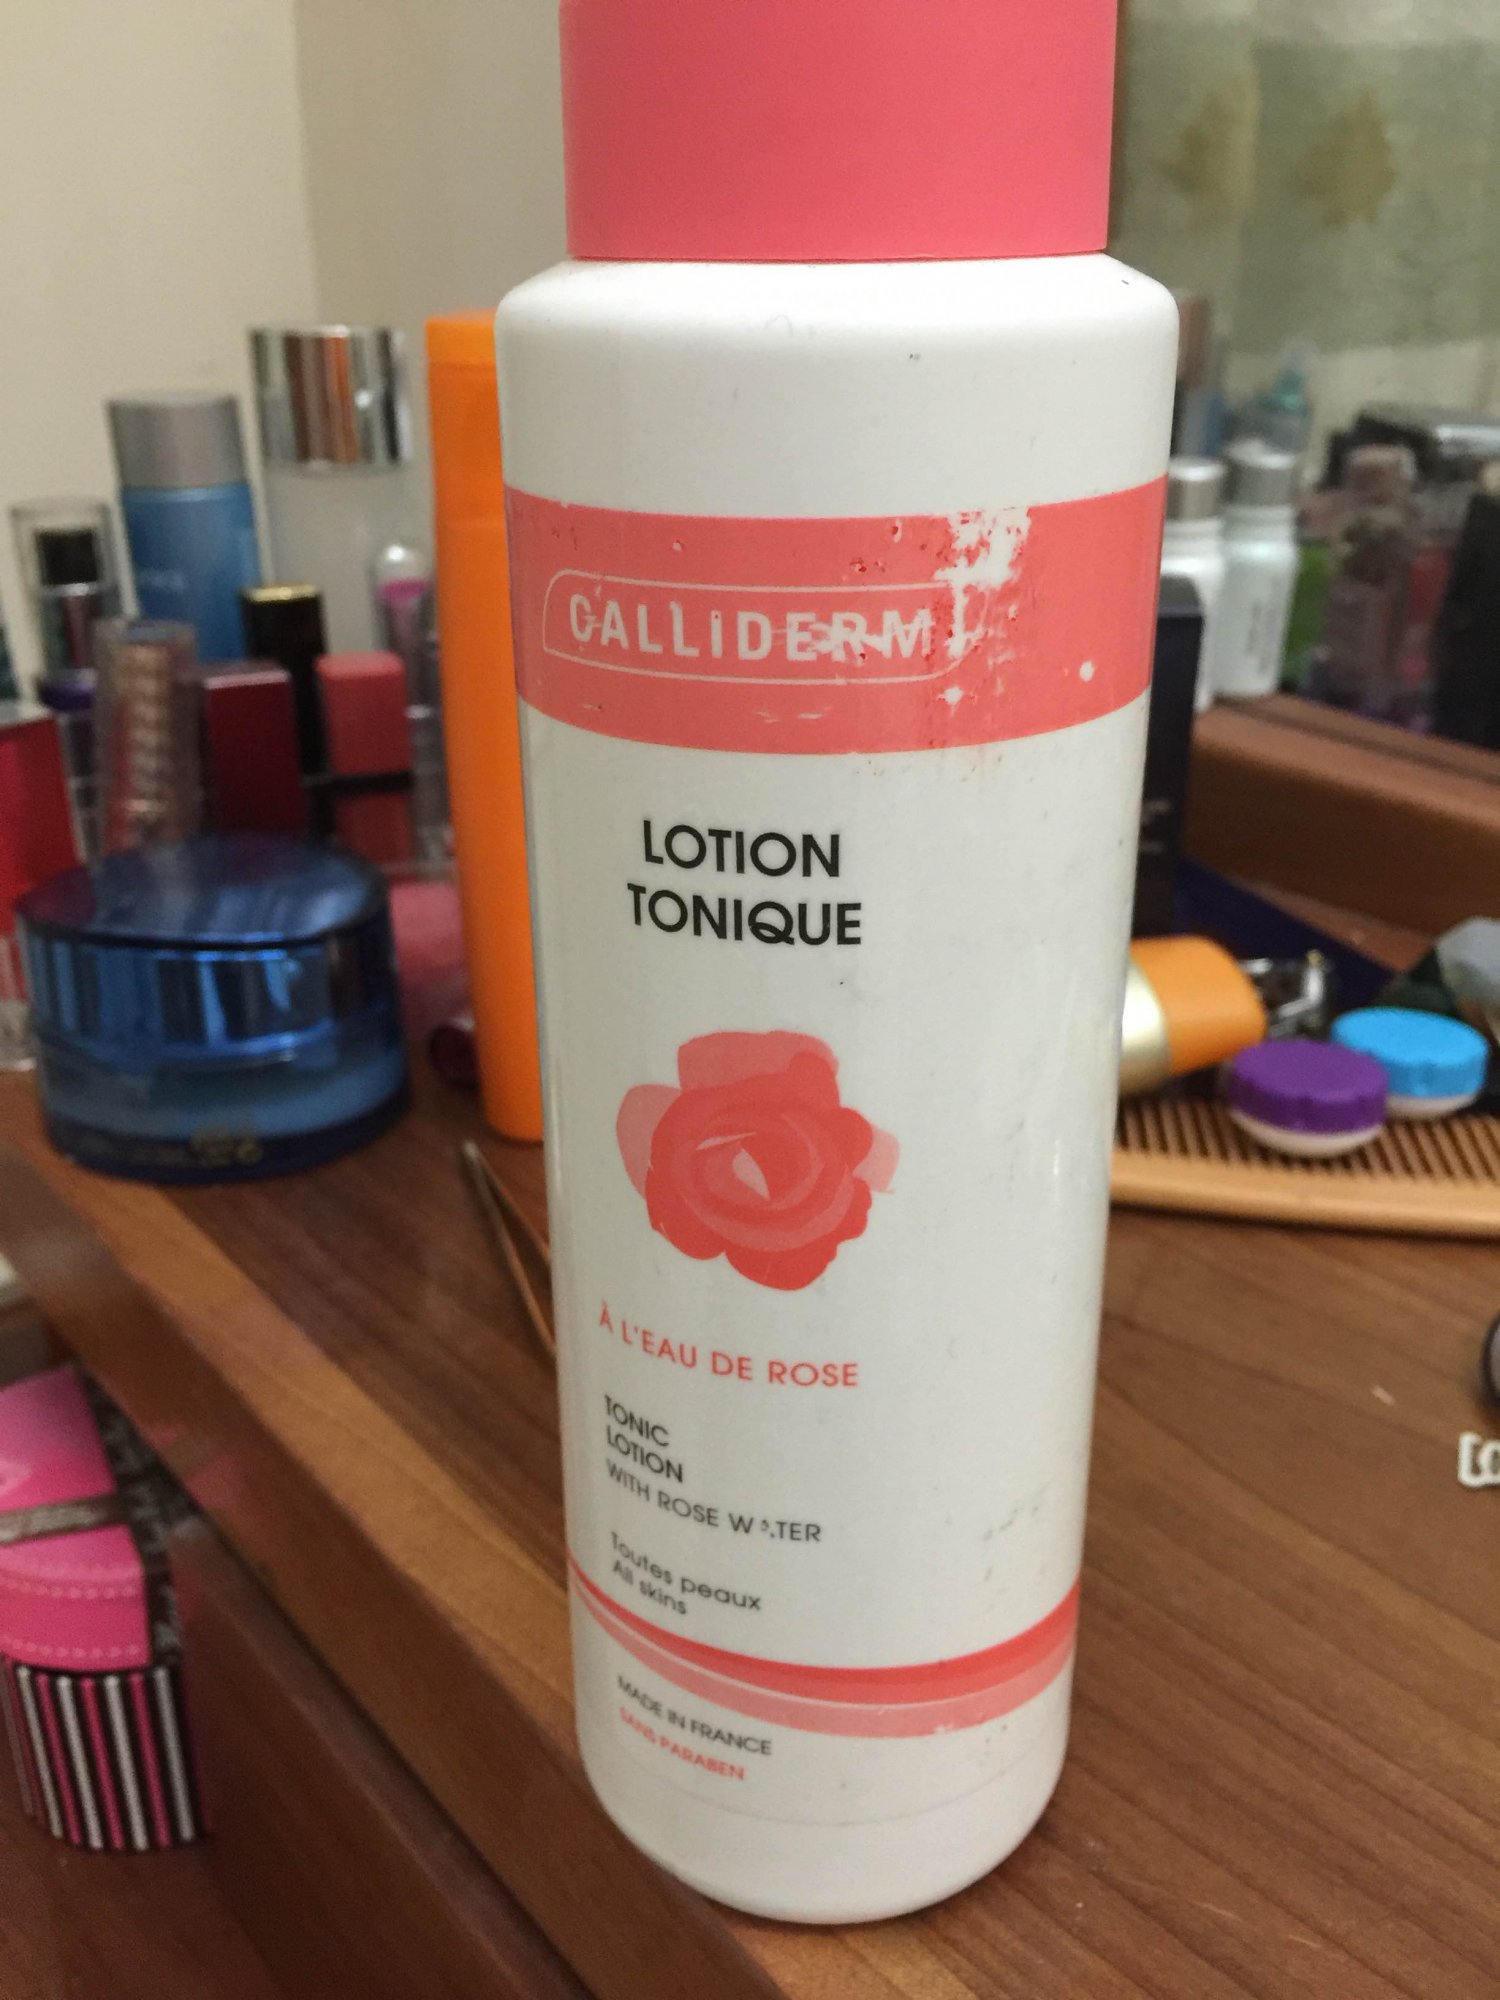 CALLIDERM
LOTION
TONIQUE
À L'EAU DE ROSE
TONIC
LOTION
WITH ROSE WATER
Toutes peaux
All skins
MADE IN FRANCE
SANS PARABEN